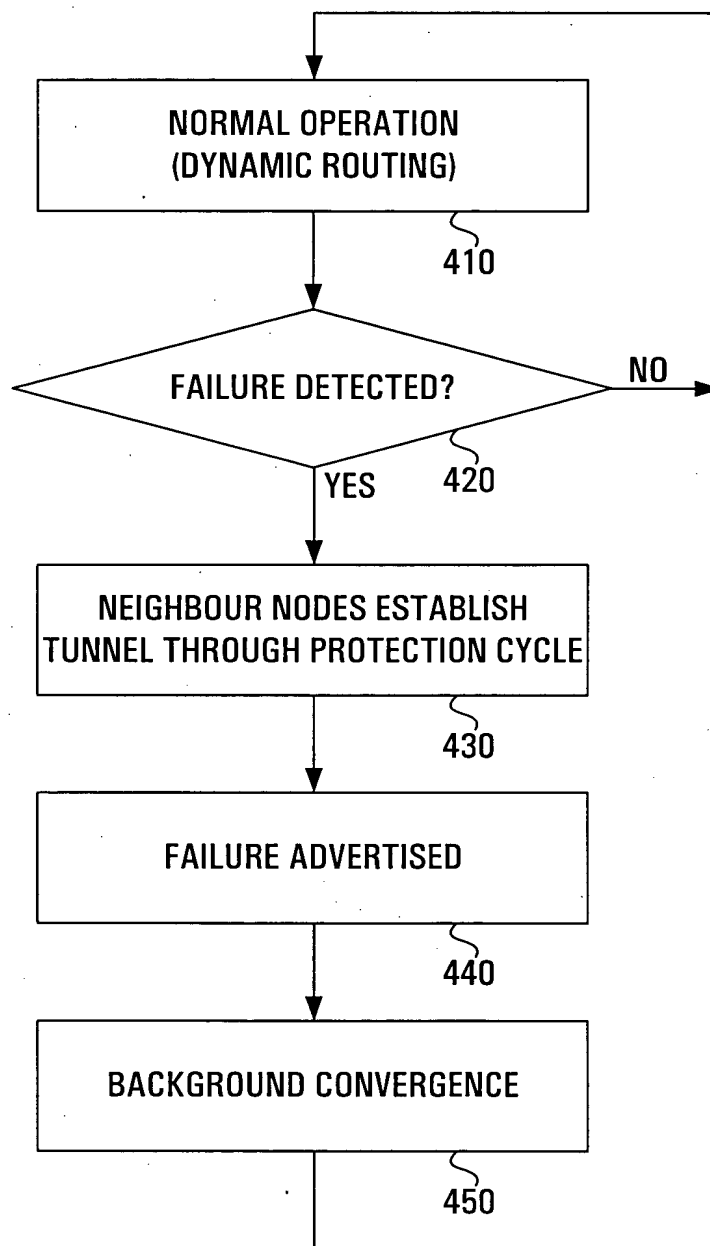 NORMAL OPERATION
(DYNAMIC ROUTING)
410
FAILURE DETECTED?
NO
420
YES
NEIGHBOUR NODES ESTABLISH
TUNNEL THROUGH PROTECTION CYCLE
430
FAILURE ADVERTISED
440
BACKGROUND CONVERGENCE
450